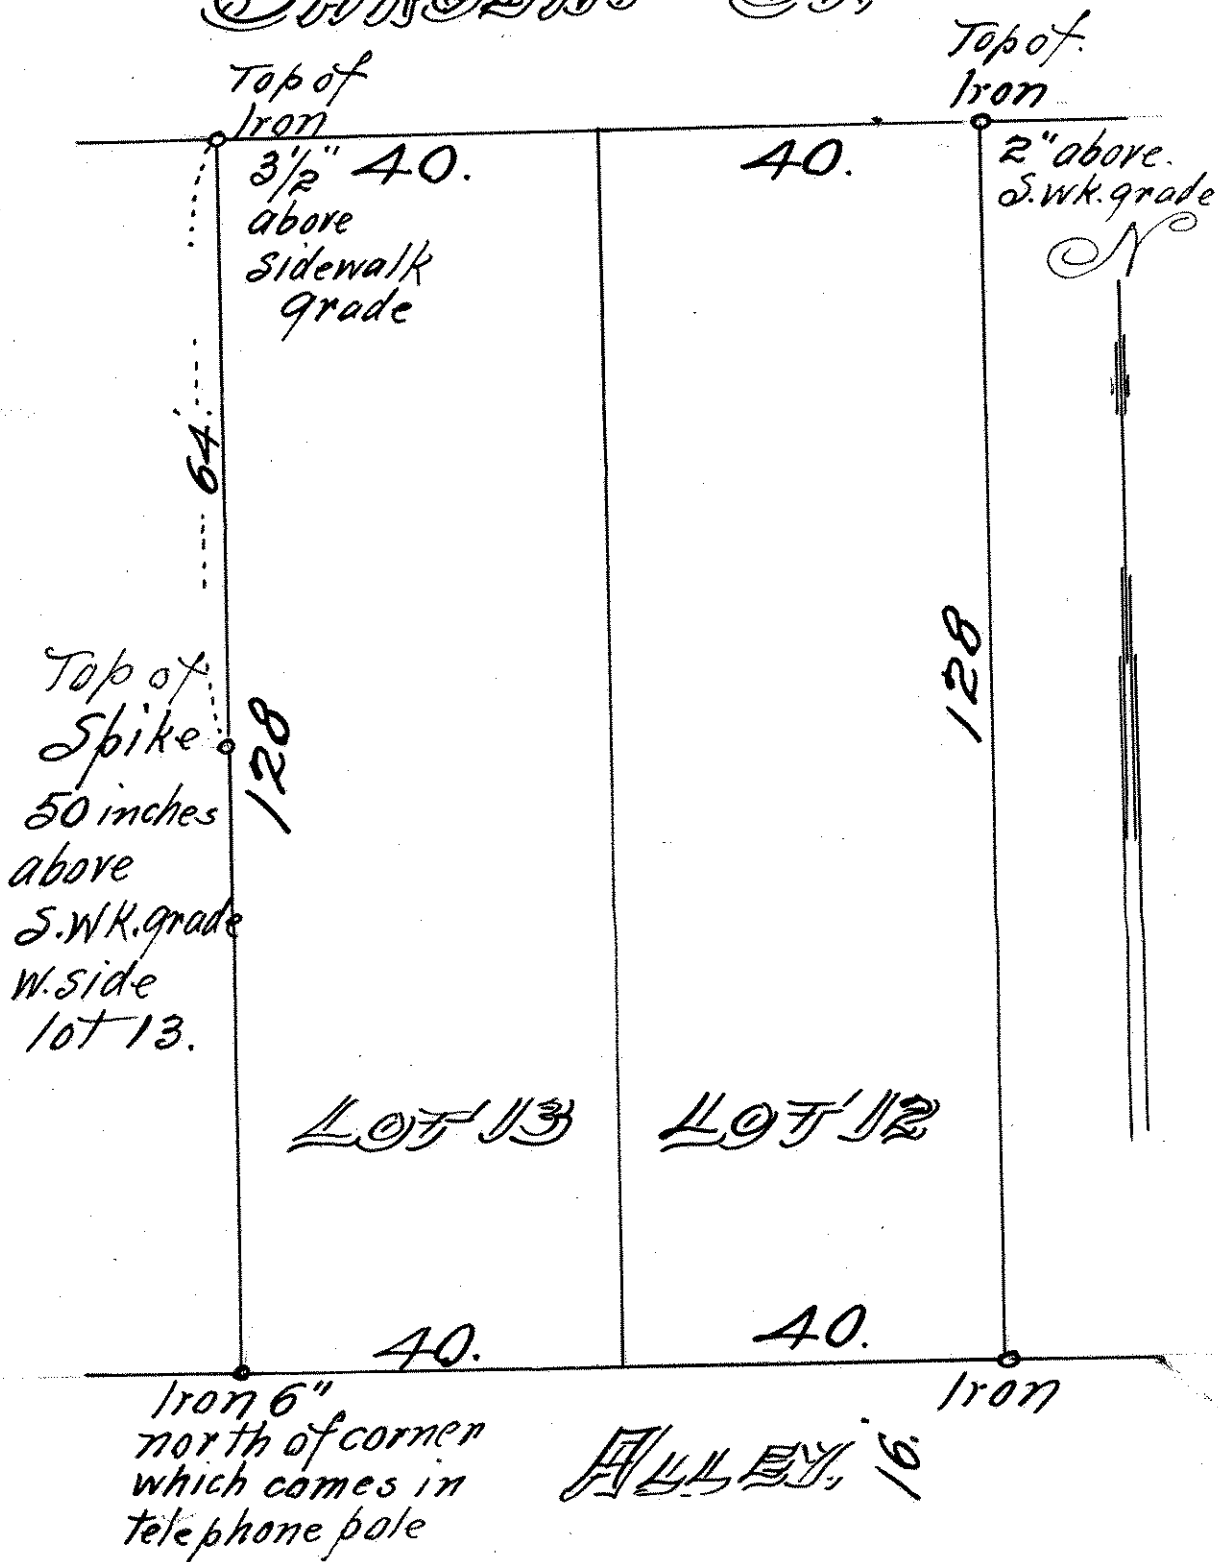 St.
Top of
Iron
Top of.
Iron
3½" 40.
above
sidewalk
grade
40.
2" above.
S.wk.grade
N
64.
Top of
Spike
50 inches
above
S.WK.grade
W.side
lot 13.
128
128
LOT 13
LOT 12
40.
40.
Iron 6"
north of corner
which comes in
telephone pole
Iron
ALLEY.
16.